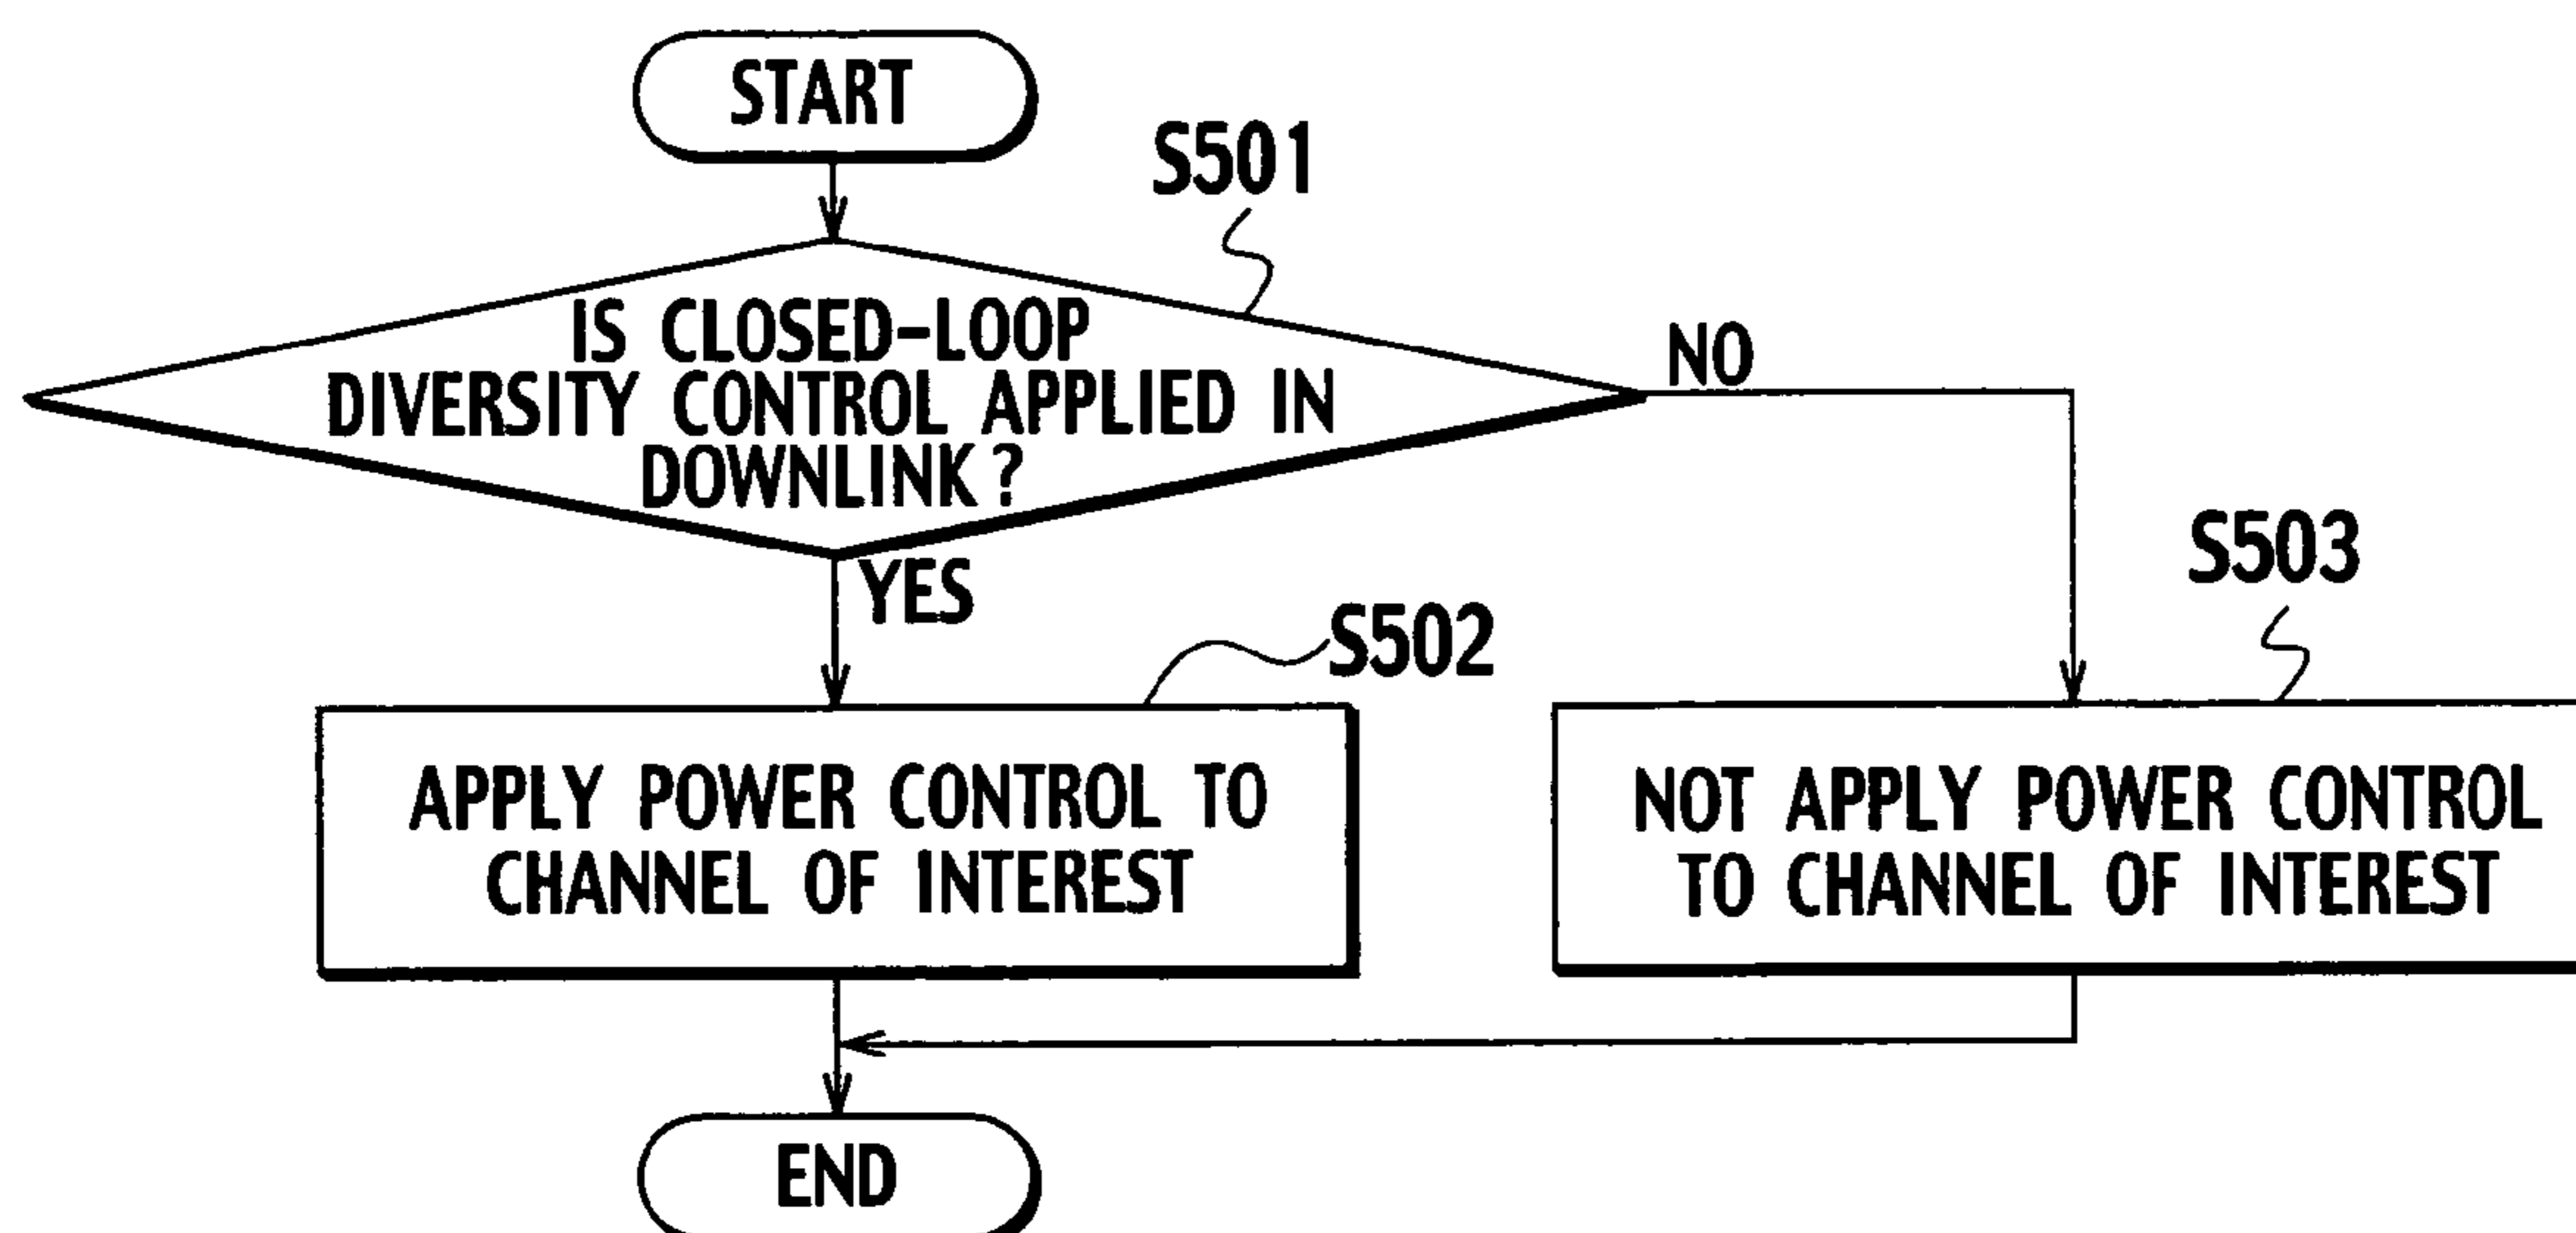 START
S501
IS CLOSED-LOOP
DIVERSITY CONTROL APPLIED IN
DOWNLINK?
NO
YES
S502
S503
APPLY POWER CONTROL TO
CHANNEL OF INTEREST
NOT APPLY POWER CONTROL
TO CHANNEL OF INTEREST
END